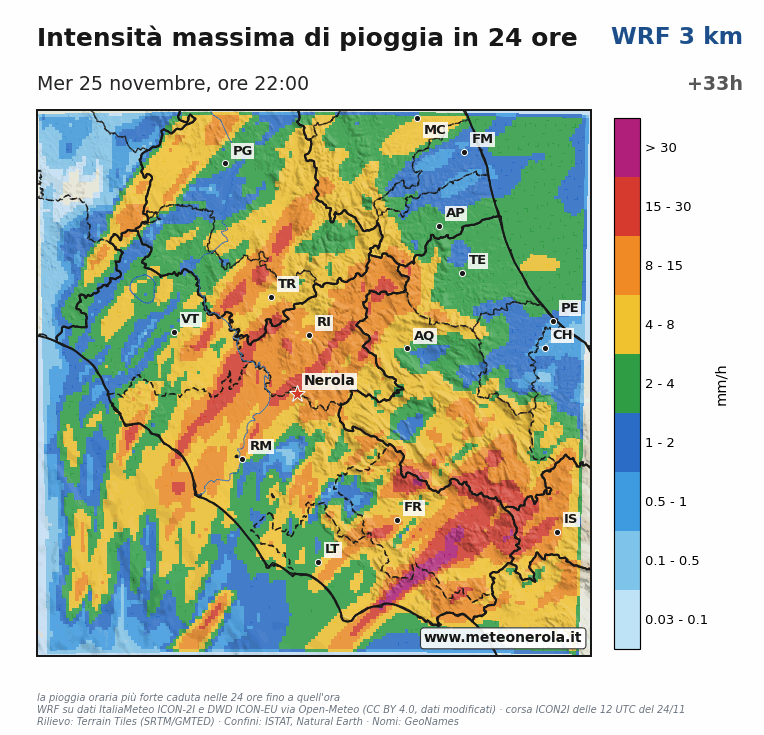 Intensità massima di pioggia in 24 ore
WRF 3 km
Mer 25 novembre, ore 22:00
+33h
MC
FM
PG
AP
TE
TR
PE
VT
RI
AQ
CH
Nerola
RM
FR
IS
LT
www.meteonerola.it
> 30
15 - 30
8 - 15
4 - 8
2 - 4
1 - 2
0.5 - 1
0.1 - 0.5
0.03 - 0.1
mm/h
la pioggia oraria più forte caduta nelle 24 ore fino a quell'ora
WRF su dati ItaliaMeteo ICON-2I e DWD ICON-EU via Open-Meteo (CC BY 4.0, dati modificati) · corsa ICON2I delle 12 UTC del 24/11
Rilievo: Terrain Tiles (SRTM/GMTED) · Confini: ISTAT, Natural Earth · Nomi: GeoNames